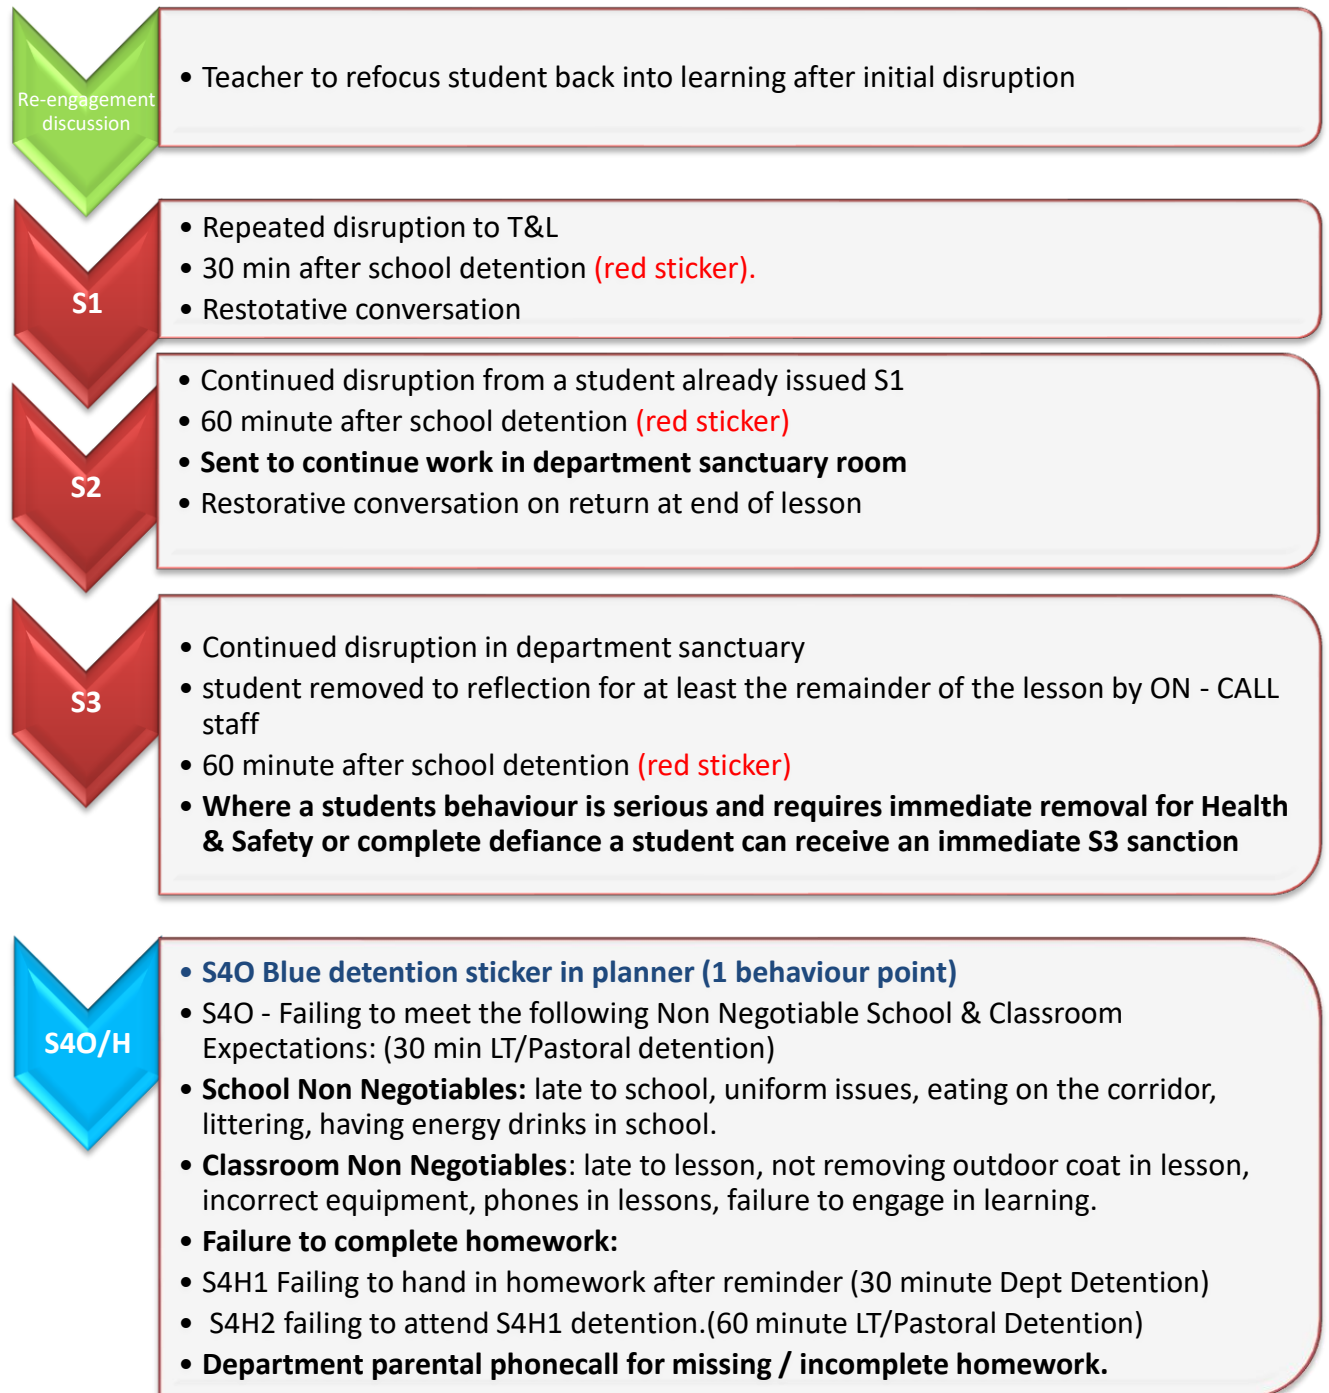 Re-engagement
discussion
• Teacher to refocus student back into learning after initial disruption
S1
• Repeated disruption to T&L
• 30 min after school detention (red sticker).
• Restotative conversation
S2
• Continued disruption from a student already issued S1
• 60 minute after school detention (red sticker)
• Sent to continue work in department sanctuary room
• Restorative conversation on return at end of lesson
S3
• Continued disruption in department sanctuary
• student removed to reflection for at least the remainder of the lesson by ON - CALL
staff
• 60 minute after school detention (red sticker)
• Where a students behaviour is serious and requires immediate removal for Health
& Safety or complete defiance a student can receive an immediate S3 sanction
S4O/H
• S4O Blue detention sticker in planner (1 behaviour point)
• S4O - Failing to meet the following Non Negotiable School & Classroom
Expectations: (30 min LT/Pastoral detention)
• School Non Negotiables: late to school, uniform issues, eating on the corridor,
littering, having energy drinks in school.
• Classroom Non Negotiables: late to lesson, not removing outdoor coat in lesson,
incorrect equipment, phones in lessons, failure to engage in learning.
• Failure to complete homework:
• S4H1 Failing to hand in homework after reminder (30 minute Dept Detention)
• S4H2 failing to attend S4H1 detention.(60 minute LT/Pastoral Detention)
• Department parental phonecall for missing / incomplete homework.